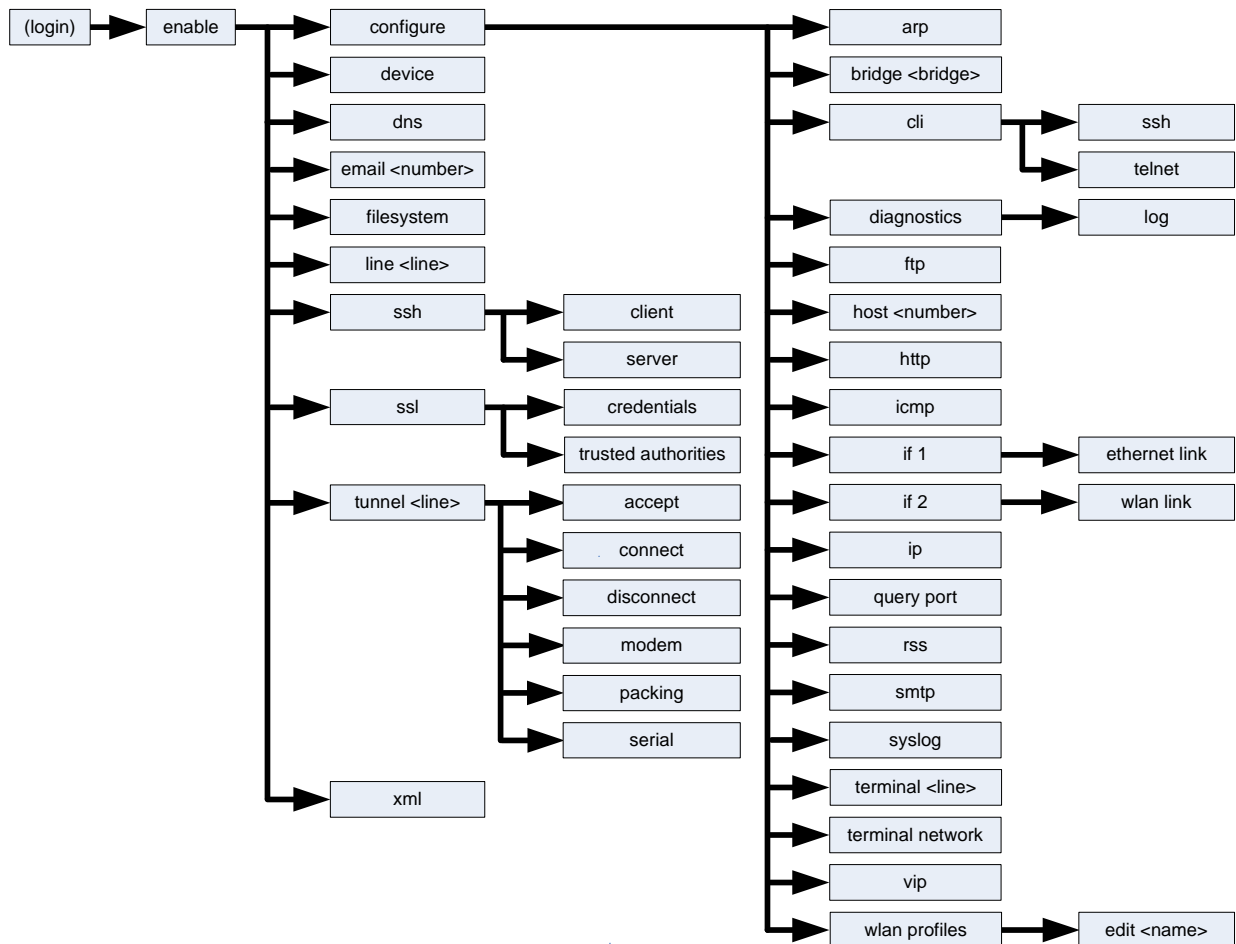 (login)
enable
configure
arp
device
bridge <bridge>
dns
cli
ssh
email <number>
telnet
filesystem
diagnostics
log
line <line>
ftp
ssh
client
host <number>
server
http
ssl
credentials
icmp
trusted authorities
if 1
ethernet link
tunnel <line>
accept
if 2
wlan link
connect
ip
disconnect
query port
modem
rss
packing
smtp
serial
syslog
xml
terminal <line>
terminal network
vip
wlan profiles
edit <name>